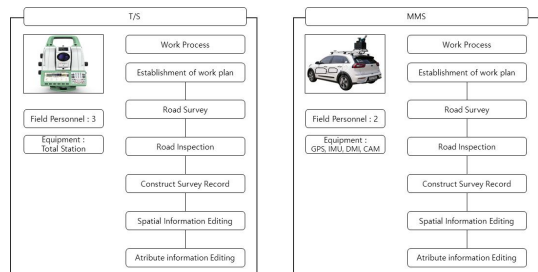 T/S
Work Process
Establishment of work plan
Field Personnel : 3
Road Survey
Equipment :
Total Station
Road Inspection
Construct Survey Record
Spatial Information Editing
Atribute information Editing
MMS
Work Process
Establishment of work plan
Field Personnel : 2
Road Survey
Equipment :
GPS, IMU, DMI, CAM
Road Inspection
Construct Survey Record
Spatial Information Editing
Atribute information Editing